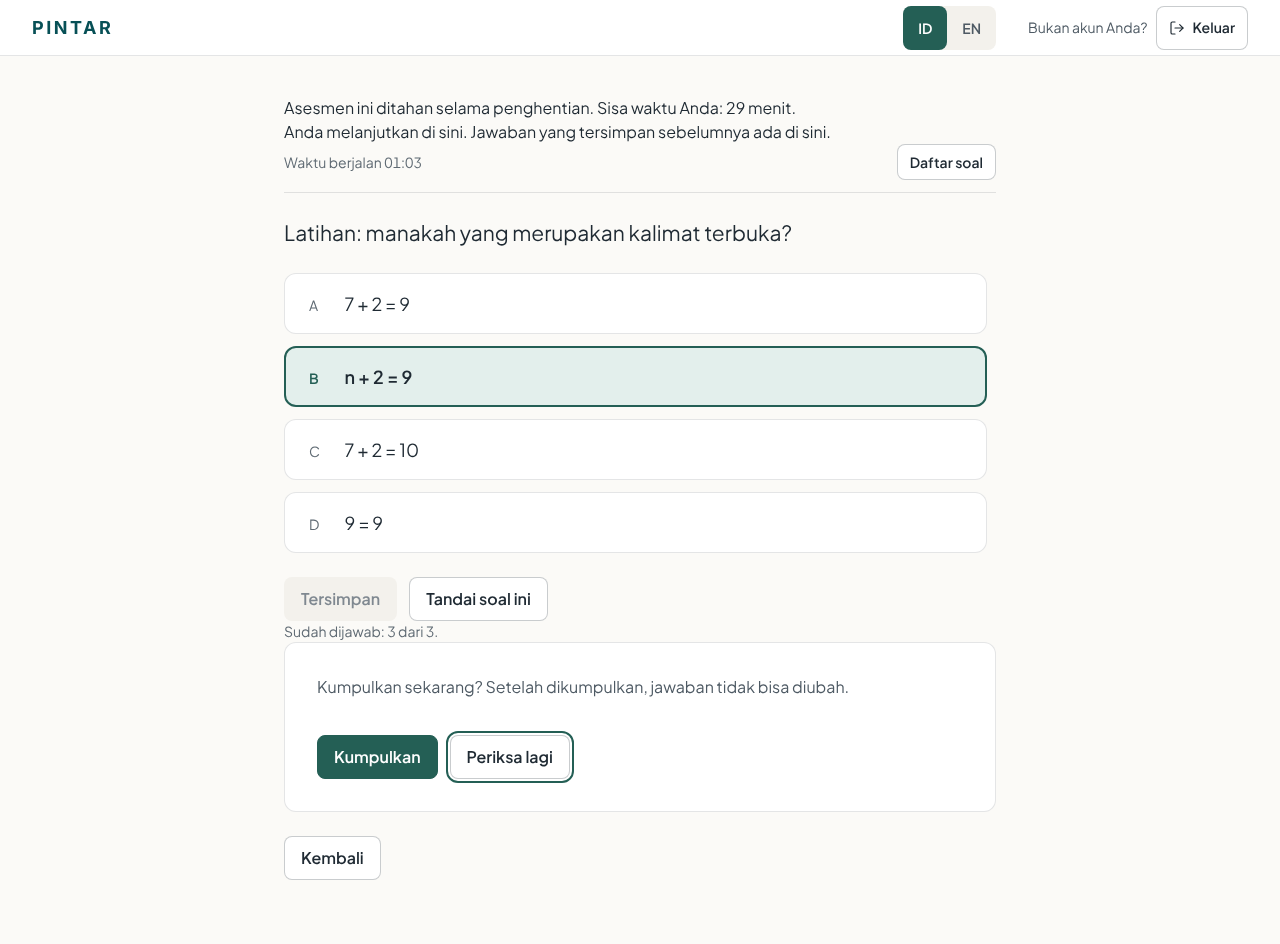 PINTAR
ID
EN
Bukan akun Anda?
Keluar
Asesmen ini ditahan selama penghentian. Sisa waktu Anda: 29 menit.
Anda melanjutkan di sini. Jawaban yang tersimpan sebelumnya ada di sini.
Waktu berjalan 01:03
Daftar soal
Latihan: manakah yang merupakan kalimat terbuka?
A 7 + 2 = 9
B n + 2 = 9
C 7 + 2 = 10
D 9 = 9
Tersimpan
Tandai soal ini
Sudah dijawab: 3 dari 3.
Kumpulkan sekarang? Setelah dikumpulkan, jawaban tidak bisa diubah.
Kumpulkan
Periksa lagi
Kembali